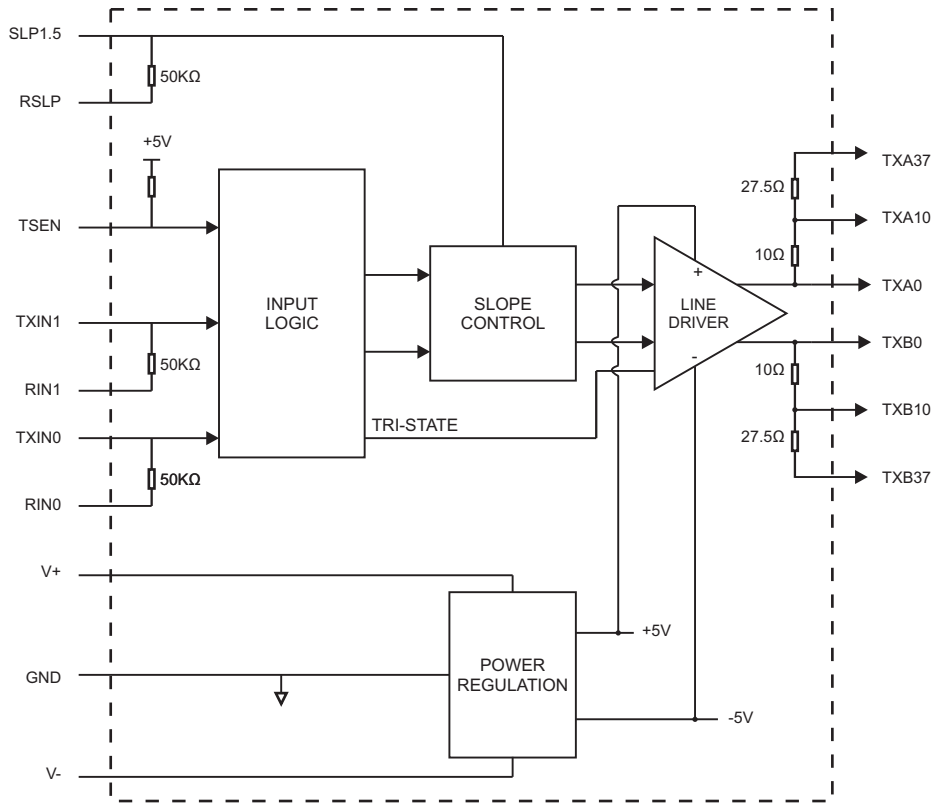 SLP1.5
50KΩ
RSLP
+5V
TSEN
TXIN1
50KΩ
RIN1
TXIN0
50KΩ
RIN0
V+
GND
V-
INPUT
LOGIC
TRI-STATE
SLOPE
CONTROL
+
LINE
DRIVER
-
POWER
REGULATION
+5V
-5V
27.5Ω
10Ω
10Ω
27.5Ω
TXA37
TXA10
TXA0
TXB0
TXB10
TXB37